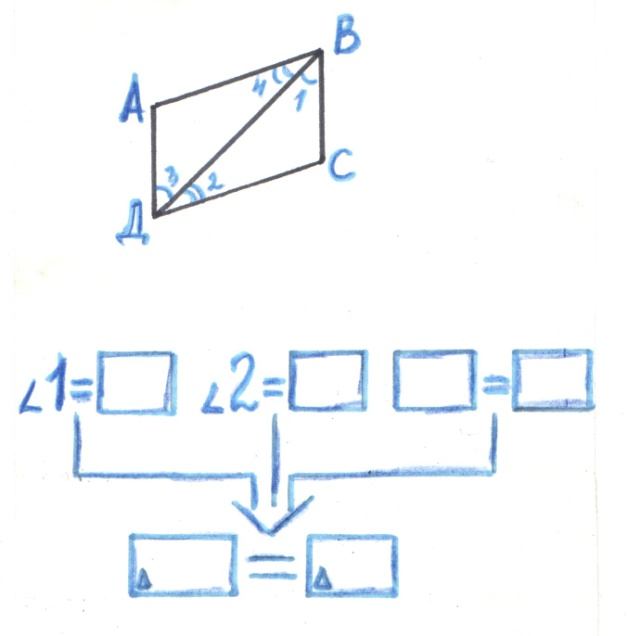 В
А
4
1
С
3
2
Д
∠1= ∠2= =
Δ = Δ